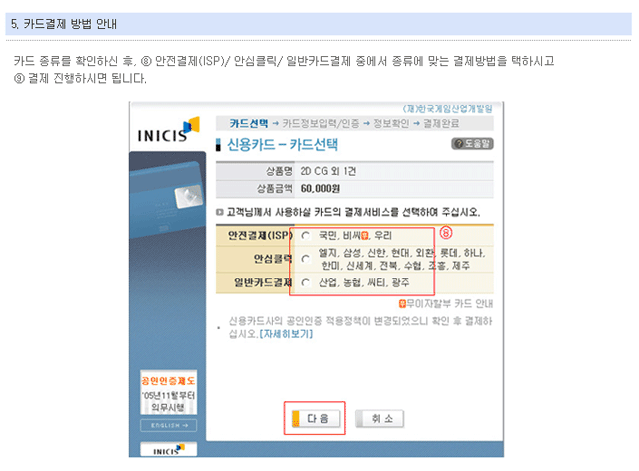 5. 카드결제 방법 안내
카드 종류를 확인하신 후, ⑧ 안전결제(ISP)/ 안심클릭/ 일반카드결제 중에서 종류에 맞는 결제방법을 택하시고
⑨ 결제 진행하시면 됩니다.
(재)한국게임산업개발원
INICIS
카드선택 → 카드정보입력/인증 → 정보확인 → 결제완료
신용카드 - 카드선택
? 도움말
상품명 2D CG 외 1건
상품금액 60,000원
고객님께서 사용하실 카드의 결제서비스를 선택하여 주십시오.
안전결제(ISP) 국민, 비씨무, 우리
⑧
안심클릭 엘지, 삼성, 신한, 현대, 외환, 롯데, 하나,
한미, 신세계, 전북, 수협, 조흥, 제주
일반카드결제 산업, 농협, 씨티, 광주
무무이자할부 카드 안내
신용카드사의 공인인증 적용정책이 변경되었으니 확인 후 결제하
십시오.[자세히보기]
공인인증제도
'05년11월부터
의무시행
ENGLISH →
다음
취소
INICIS